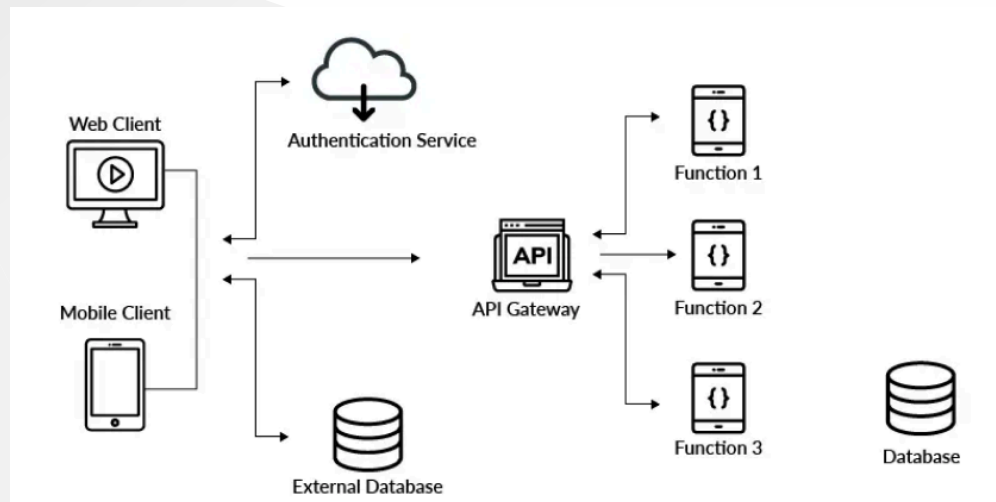 Web Client
Authentication Service
Mobile Client
External Database
API
API Gateway
{}
Function 1
{}
Function 2
{}
Function 3
Database